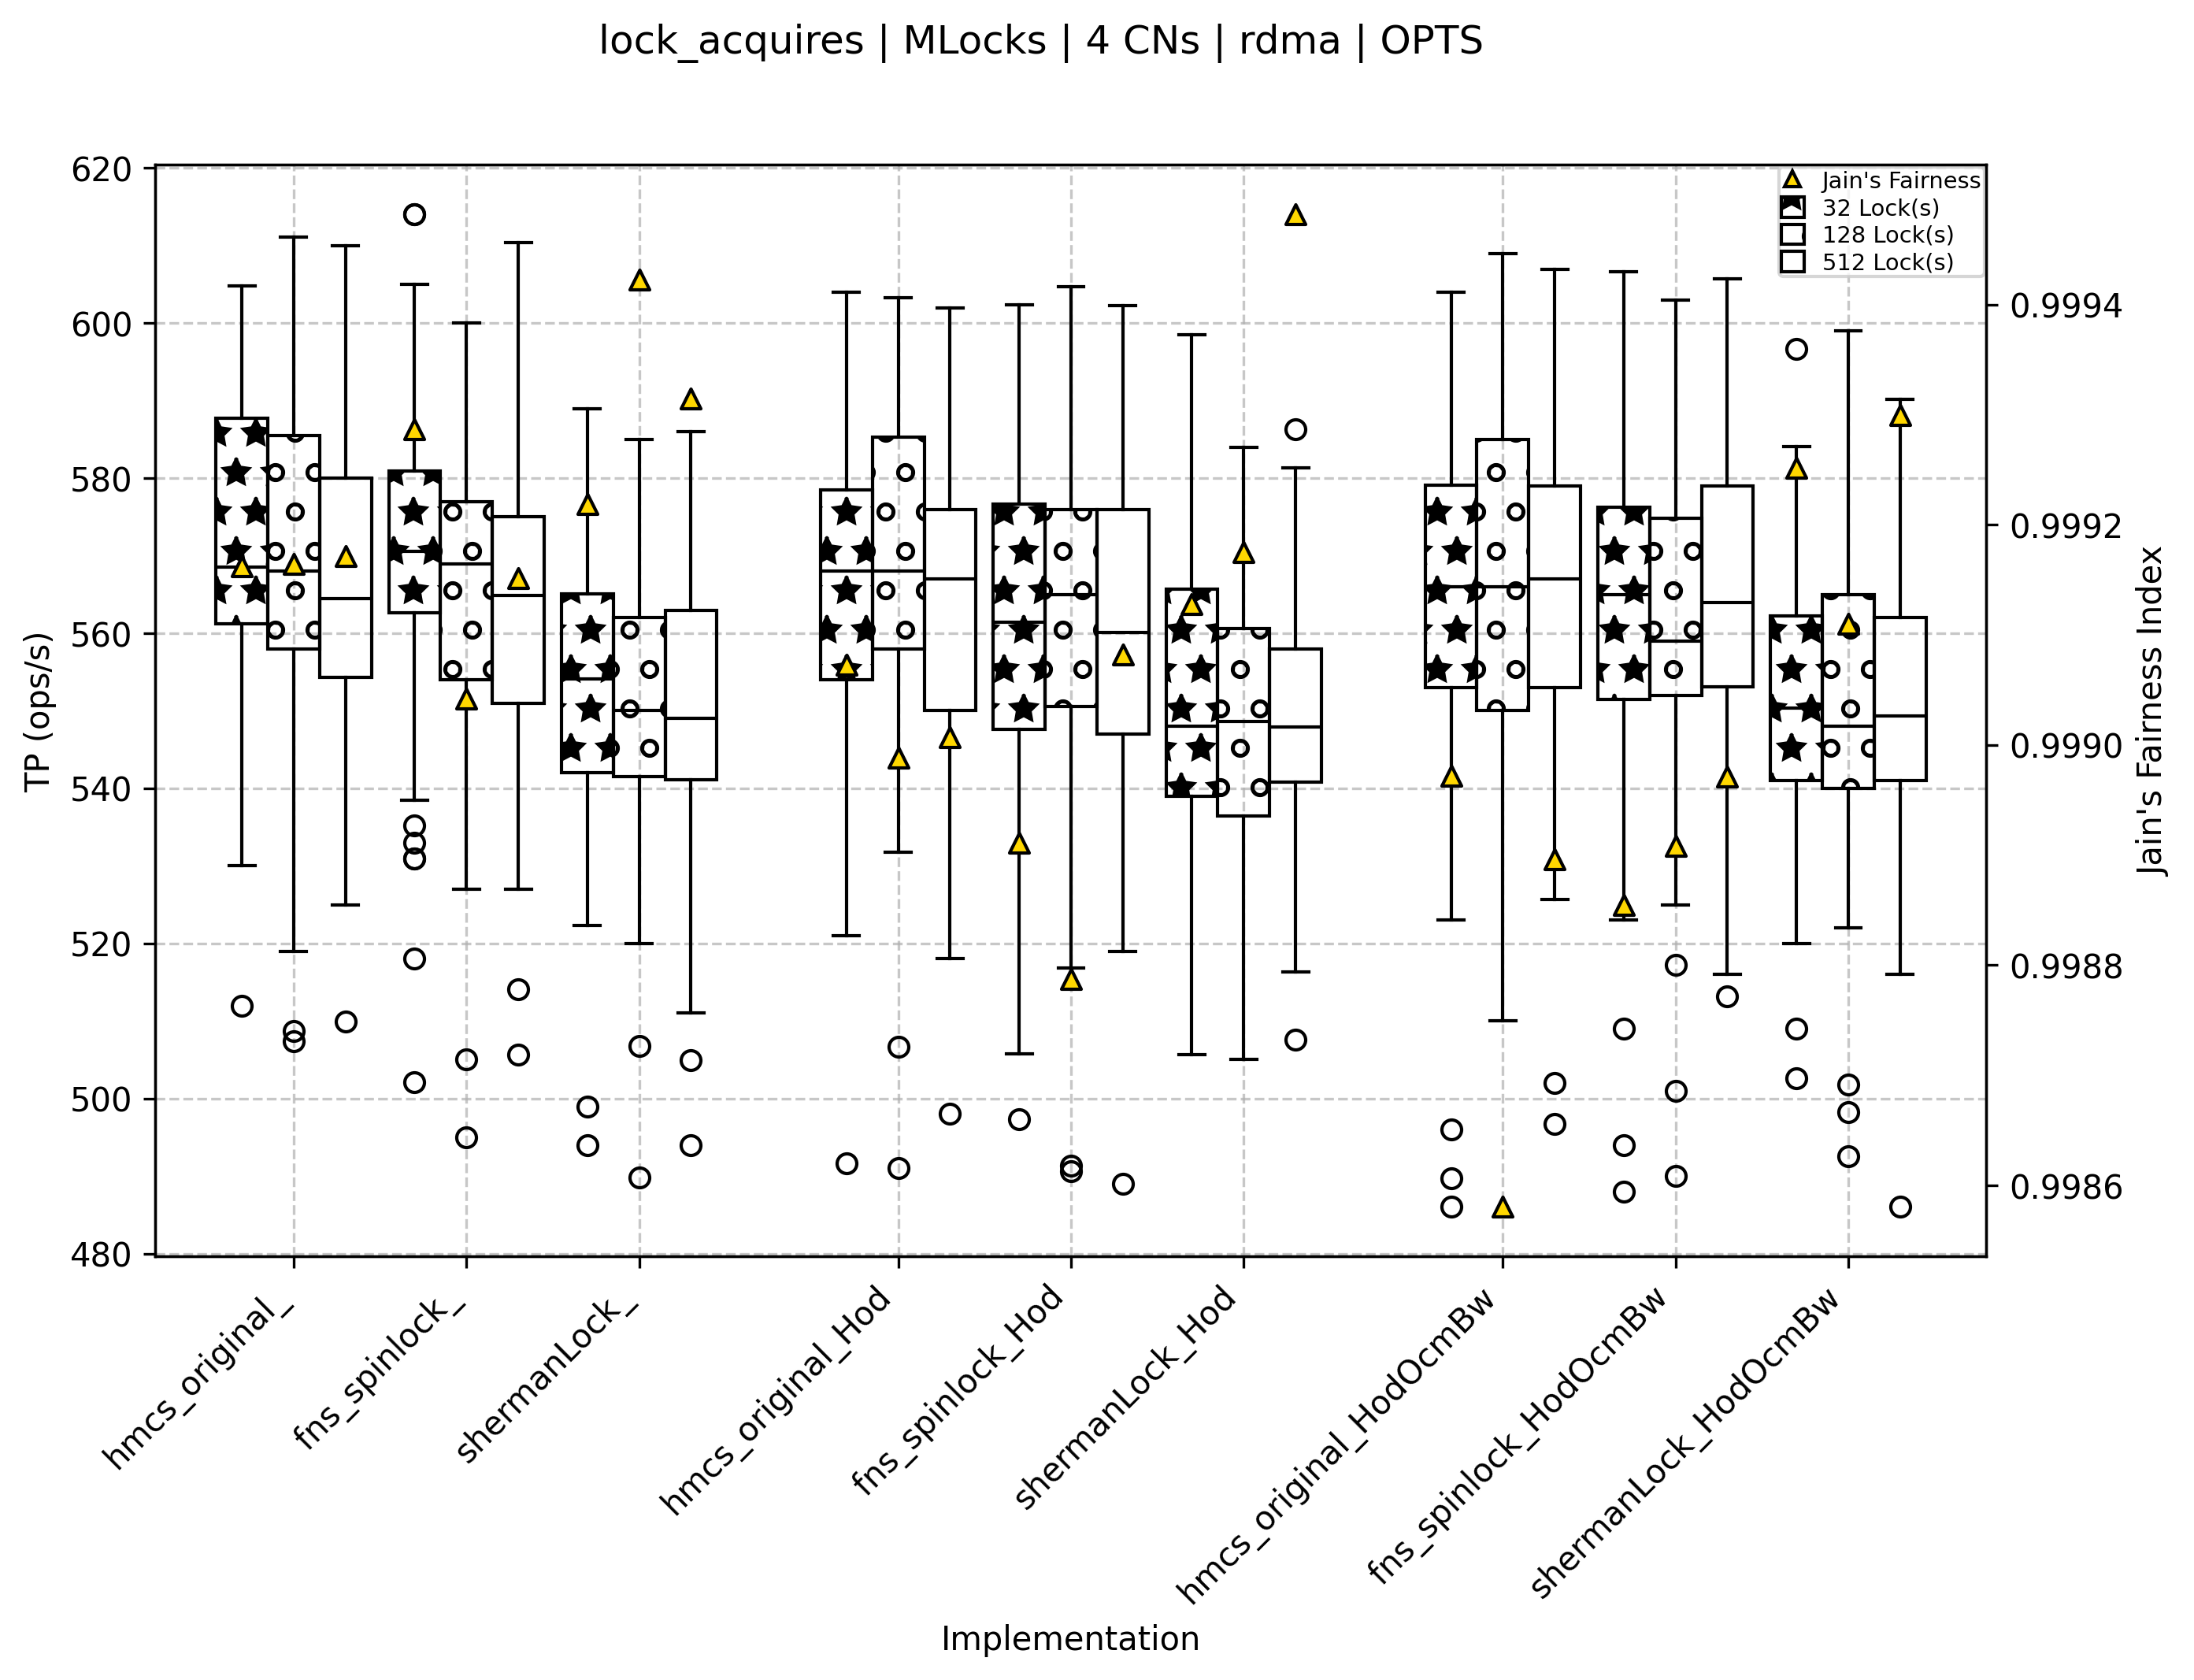 lock_acquires | MLocks | 4 CNs | rdma | OPTS
Jain's Fairness
32 Lock(s)
128 Lock(s)
512 Lock(s)
TP (ops/s)
620
600
580
560
540
520
500
480
0.9994
0.9992
0.9990
0.9988
0.9986
Jain's Fairness Index
hmcs_original_
fns_spinlock_
shermanLock_
hmcs_original_Hod
fns_spinlock_Hod
shermanLock_Hod
hmcs_original_HodOcmBw
fns_spinlock_HodOcmBw
shermanLock_HodOcmBw
Implementation